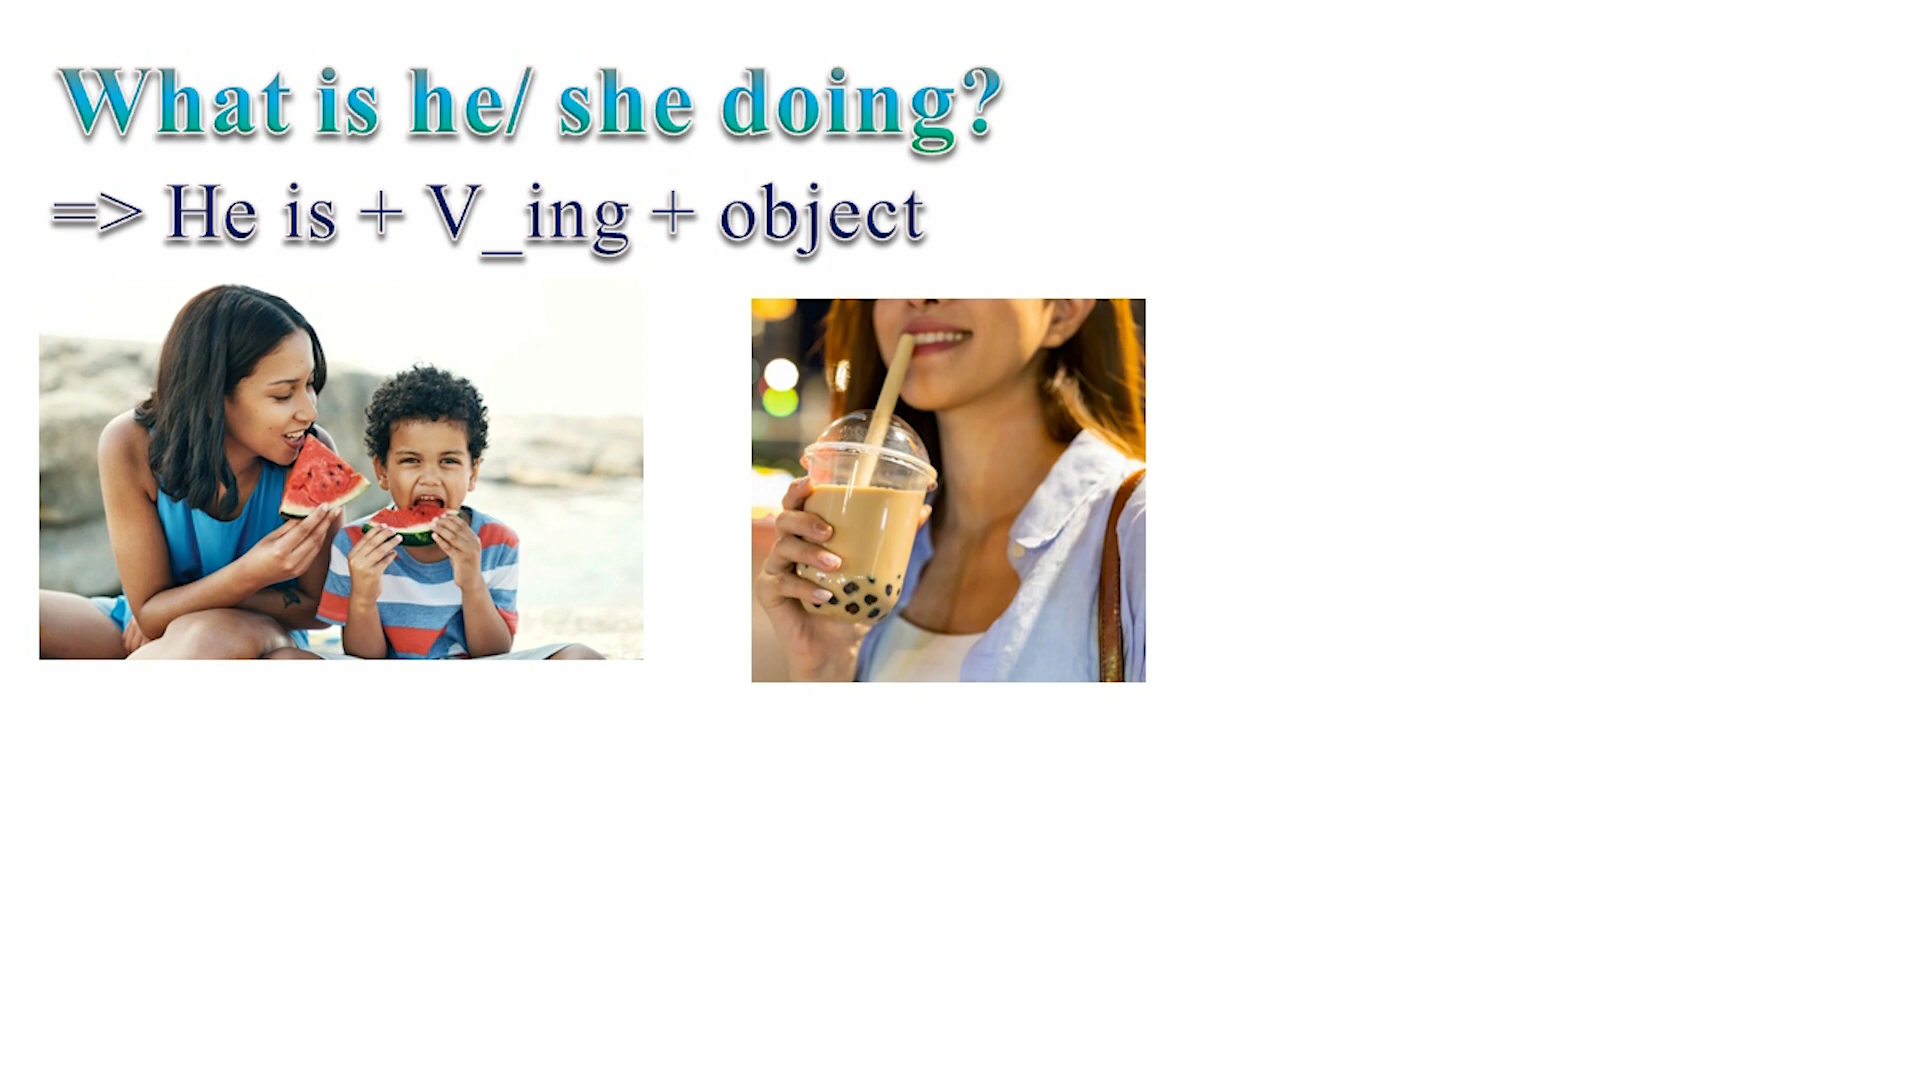 What is he/ she doing?
=> He is + V_ing + object